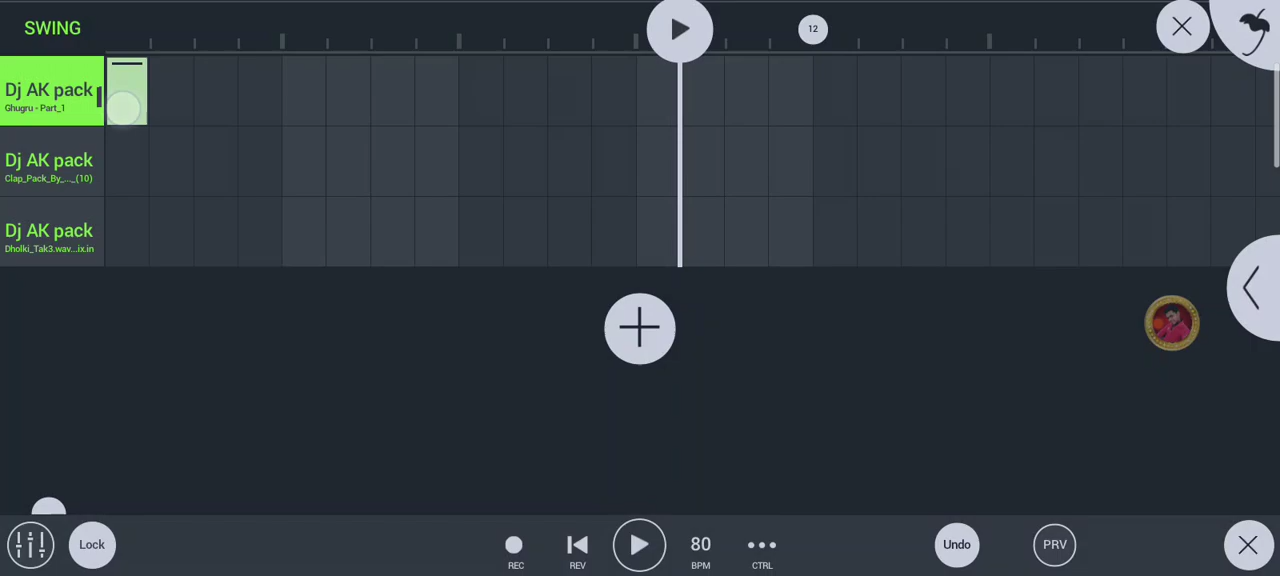 SWING
12
Dj AK pack
Ghugru - Part_1
Dj AK pack
Clap_Pack_By_..._(10)
Dj AK pack
Dholki_Tak3.wav...ix.in
Lock
REC
REV
80
BPM
CTRL
Undo
PRV